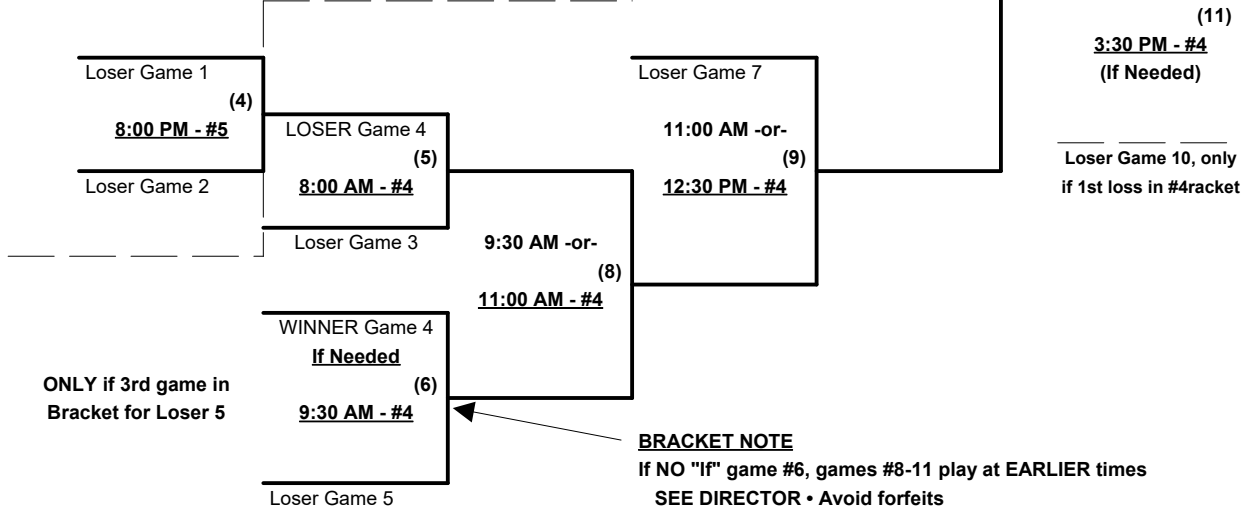 (11)
3:30 PM - #4
(If Needed)
Loser Game 1
(4)
8:00 PM - #5
Loser Game 2
LOSER Game 4
(5)
8:00 AM - #4
Loser Game 3
Loser Game 7
11:00 AM -or-
(9)
12:30 PM - #4
Loser Game 10, only
if 1st loss in #4racket
9:30 AM -or-
(8)
11:00 AM - #4
WINNER Game 4
If Needed
(6)
9:30 AM - #4
Loser Game 5
ONLY if 3rd game in
Bracket for Loser 5
BRACKET NOTE
If NO "If" game #6, games #8-11 play at EARLIER times
SEE DIRECTOR • Avoid forfeits